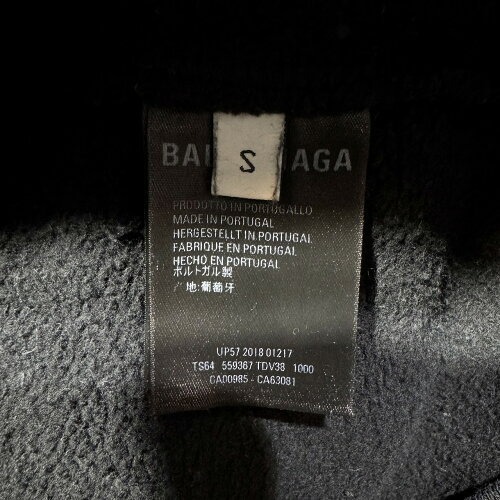 BAL AGA
S
PRODOTTO IN PORTOGALLO
MADE IN PORTUGAL
HERGESTELLT IN PORTUGAL
FABRIQUE EN PORTUGAL
HECHO EN PORTUGAL
ポルトガル製
产地:葡萄牙
UP57 2018 01217
TS64 559367 TDV38 1000
CA00985 - CA63081